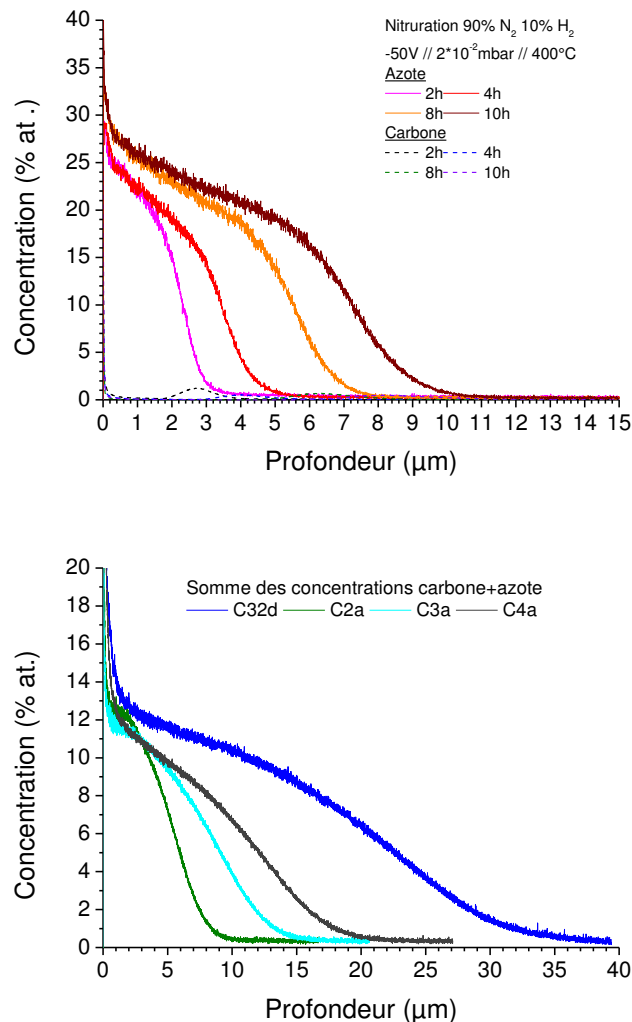 Nitruration 90% N₂ 10% H₂
-50V // 2*10⁻²mbar // 400°C
Azote
2h 4h
8h 10h
Carbone
2h 4h
8h 10h
40
35
30
25
20
15
10
5
0
Concentration (% at .)
0 1 2 3 4 5 6 7 8 9 10 11 12 13 14 15
Profondeur (µm)
Somme des concentrations carbone+azote
C32d C2a C3a C4a
20
18
16
14
12
10
8
6
4
2
0
Concentration (% at.)
0 5 10 15 20 25 30 35 40
Profondeur (µm)